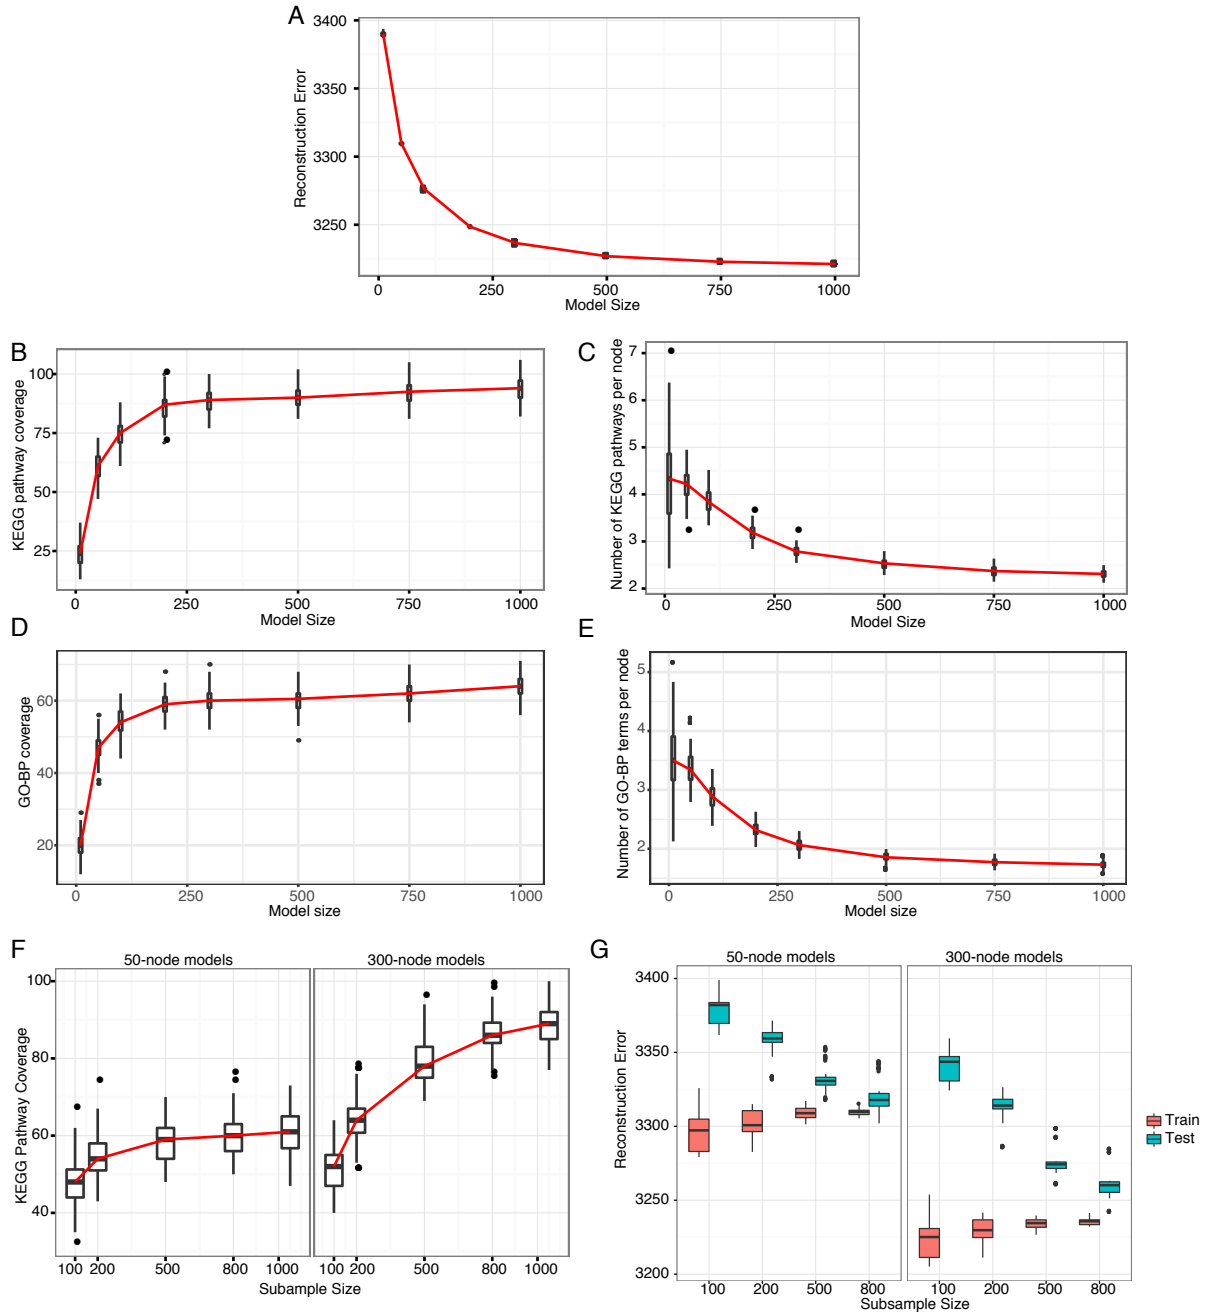 A
Reconstruction Error
3400
3350
3300
3250
0 250 500 750 1000
Model Size
B
KEGG pathway coverage
100
75
50
25
0 250 500 750 1000
Model Size
C
Number of KEGG pathways per node
7
6
5
4
3
2
0 250 500 750 1000
Model Size
D
GO-BP coverage
60
40
20
0 250 500 750 1000
Model size
E
Number of GO-BP terms per node
5
4
3
2
0 250 500 750 1000
Model size
F
50-node models 300-node models
KEGG Pathway Coverage
100
80
60
40
100 200 500 800 1000 100 200 500 800 1000
Subample Size
G
50-node models 300-node models
Reconstruction Error
3400
3350
3300
3250
3200
100 200 500 800 100 200 500 800
Subsample Size
Train
Test